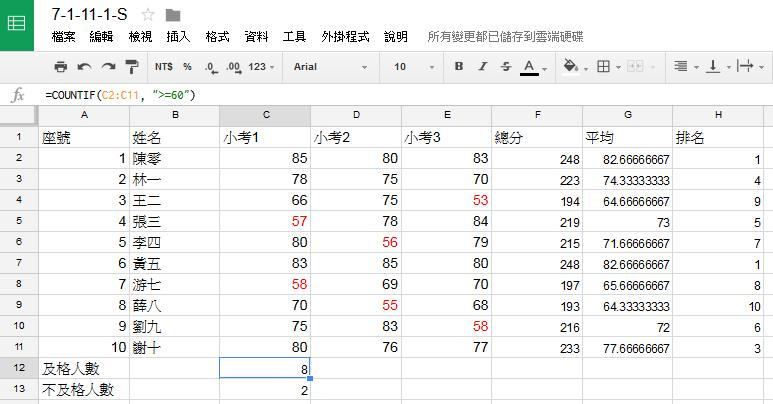 7-1-11-1-S
檔案 編輯 檢視 插入 格式 資料 工具 外掛程式 說明 所有變更都已儲存到雲端硬碟
NT$ % .0 .00 123 Arial 10 B I S A
fx =COUNTIF(C2:C11, ">=60")
A B C D E F G H
1 座號 姓名 小考1 小考2 小考3 總分 平均 排名
2 1 陳零 85 80 83 248 82.66666667 1
3 2 林一 78 75 70 223 74.33333333 4
4 3 王二 66 75 53 194 64.66666667 9
5 4 張三 57 78 84 219 73 5
6 5 李四 80 56 79 215 71.66666667 7
7 6 黃五 83 85 80 248 82.66666667 1
8 7 游七 58 69 70 197 65.66666667 8
9 8 薛八 70 55 68 193 64.33333333 10
10 9 劉九 75 83 58 216 72 6
11 10 謝十 80 76 77 233 77.66666667 3
12 及格人數 8
13 不及格人數 2